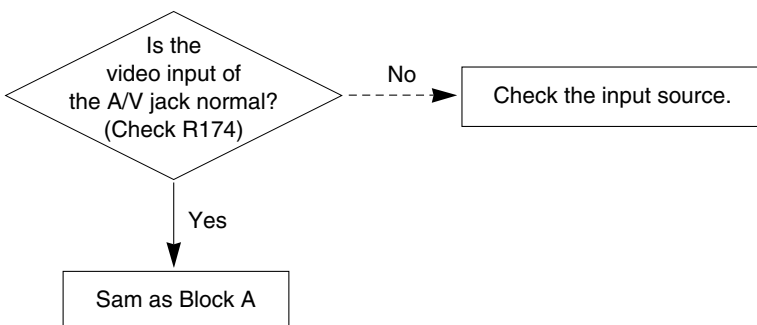 Is the
video input of
the A/V jack normal?
(Check R174)
No
Check the input source.
Yes
Sam as Block A